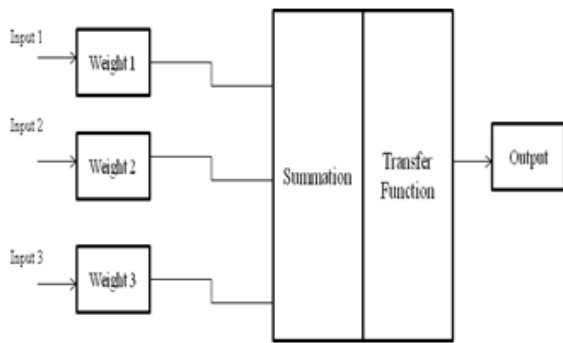 Input 1
Weight 1
Input 2
Weight 2
Input 3
Weight 3
Summation
Transfer
Function
Output